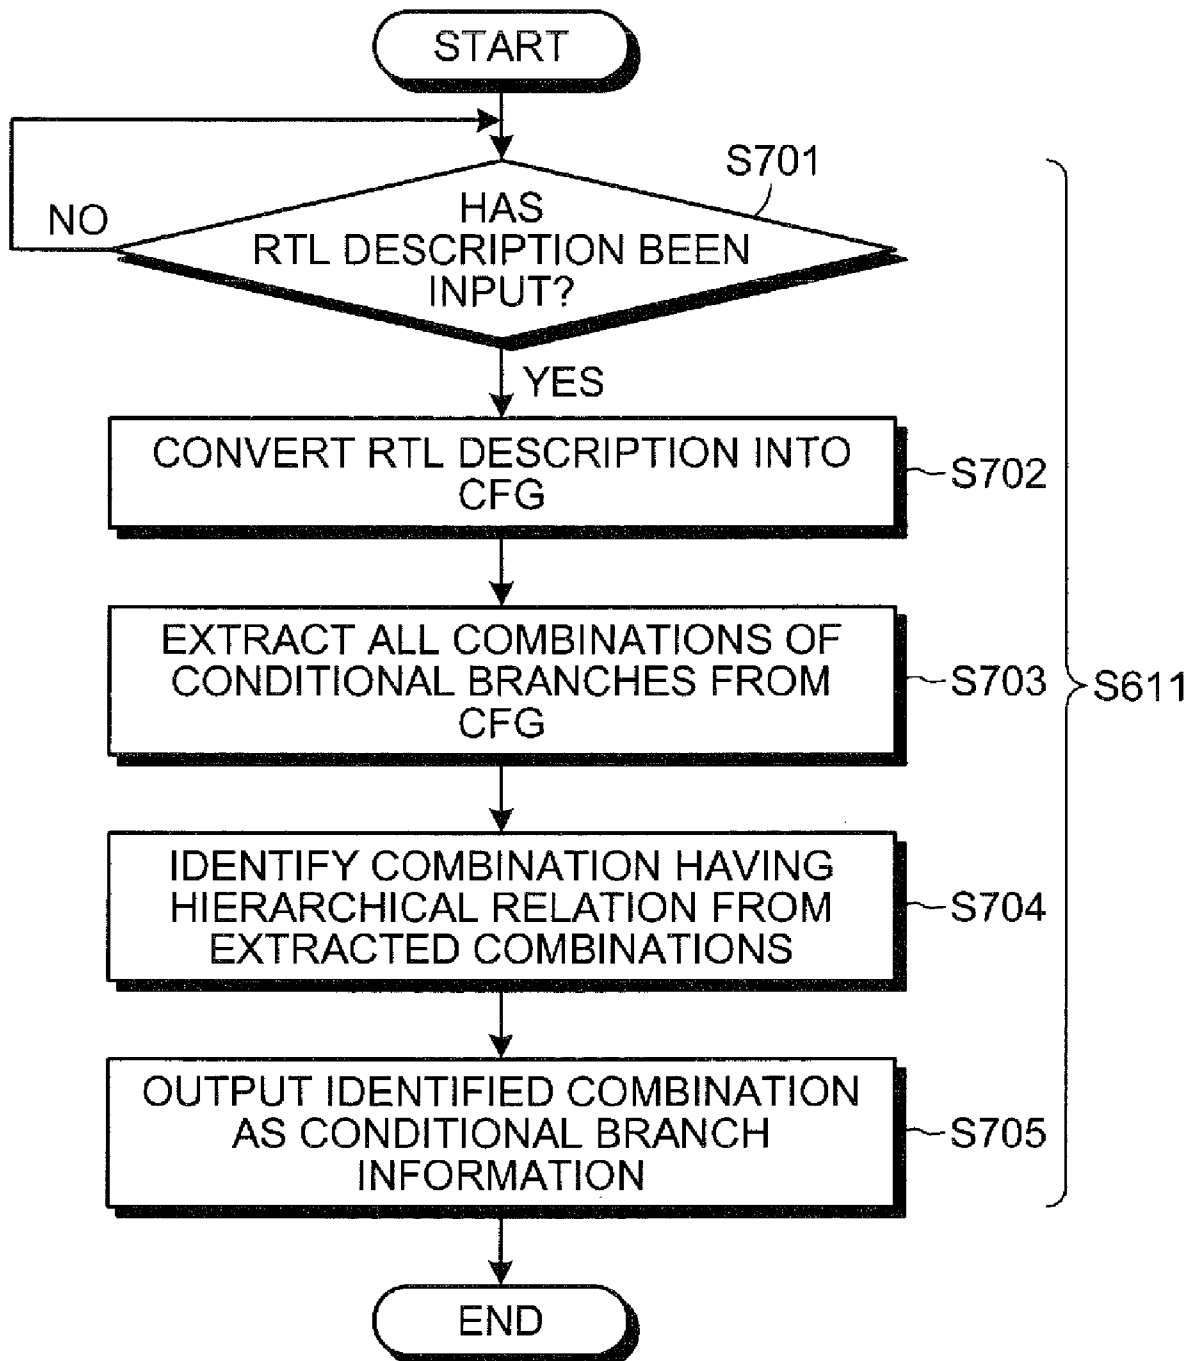 START
S701
NO
HAS
RTL DESCRIPTION BEEN
INPUT?
YES
CONVERT RTL DESCRIPTION INTO
CFG
S702
EXTRACT ALL COMBINATIONS OF
CONDITIONAL BRANCHES FROM
CFG
S703
S611
IDENTIFY COMBINATION HAVING
HIERARCHICAL RELATION FROM
EXTRACTED COMBINATIONS
S704
OUTPUT IDENTIFIED COMBINATION
AS CONDITIONAL BRANCH
INFORMATION
S705
END